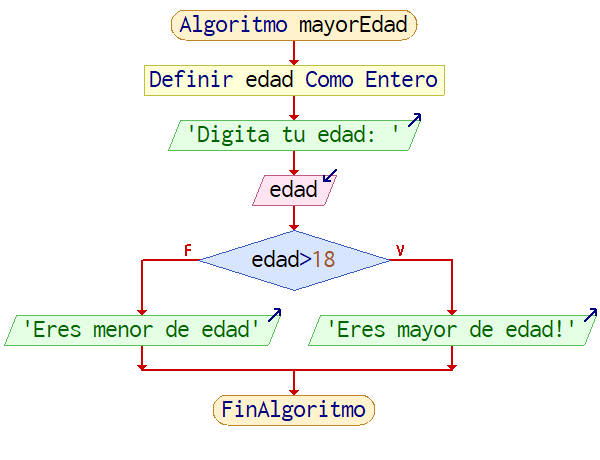 Algoritmo mayorEdad
Definir edad Como Entero
'Digita tu edad: '
edad
F
edad>18
V
'Eres menor de edad'
'Eres mayor de edad!'
FinAlgoritmo